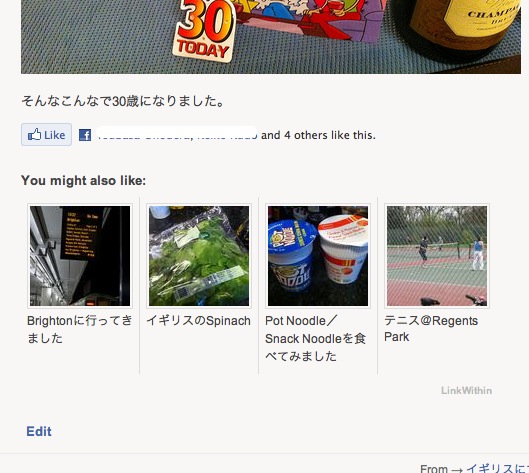 30
TODAY
CHAMPA
そんなこんなで30歳になりました。
Like
and 4 others like this.
You might also like:
POT NOODLE
POT
NOODLE
Brightonに行ってき
ました
イギリスのSpinach
Pot Noodle／
Snack Noodleを食
べてみました
テニス@Regents
Park
LinkWithin
Edit
From → イギリスに